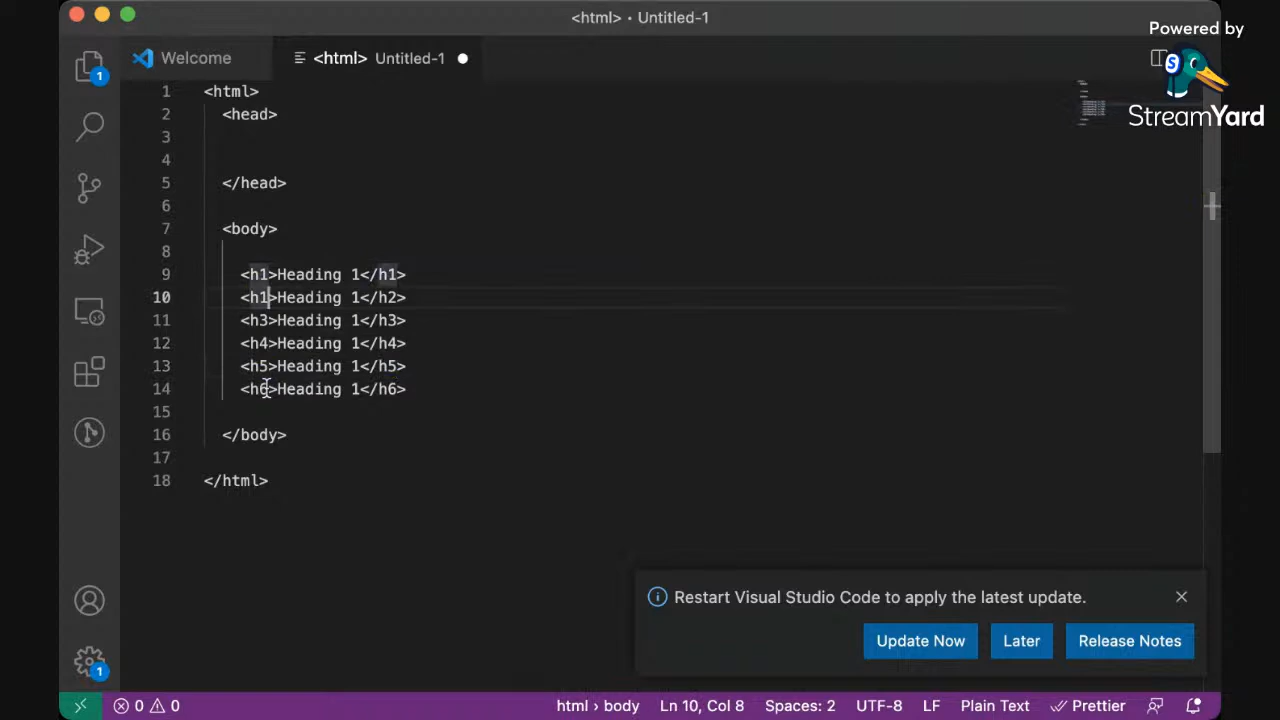 <html> • Untitled-1
Powered by
StreamYard
Welcome
<html> Untitled-1
1 <html>
2 <head>
3
4
5 </head>
6
7 <body>
8
9 <h1>Heading 1</h1>
10 <h1>Heading 1</h2>
11 <h3>Heading 1</h3>
12 <h4>Heading 1</h4>
13 <h5>Heading 1</h5>
14 <h6>Heading 1</h6>
15
16 </body>
17
18 </html>
1
Restart Visual Studio Code to apply the latest update.
Update Now Later Release Notes
1
0 0 html › body Ln 10, Col 8 Spaces: 2 UTF-8 LF Plain Text Prettier